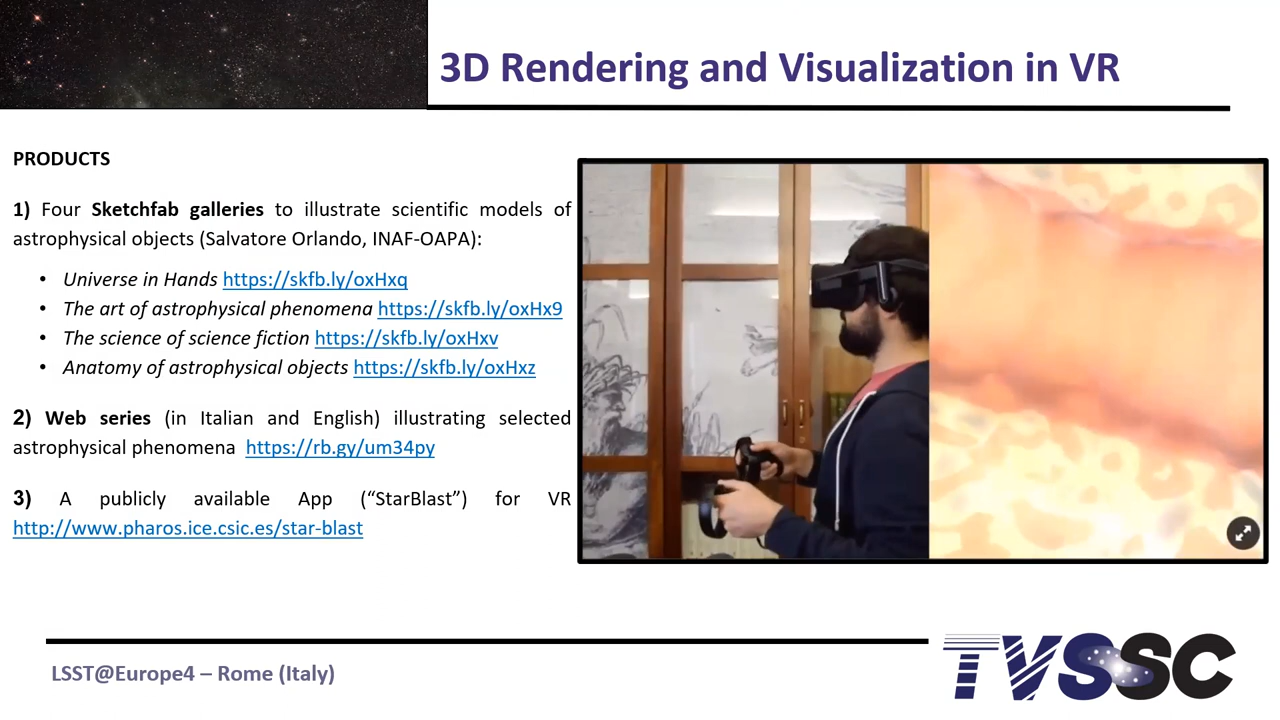 3D Rendering and Visualization in VR
PRODUCTS
1) Four Sketchfab galleries to illustrate scientific models of
astrophysical objects (Salvatore Orlando, INAF-OAPA):
• Universe in Hands https://skfb.ly/oxHxq
• The art of astrophysical phenomena https://skfb.ly/oxHx9
• The science of science fiction https://skfb.ly/oxHxv
• Anatomy of astrophysical objects https://skfb.ly/oxHxz
2) Web series (in Italian and English) illustrating selected
astrophysical phenomena https://rb.gy/um34py
3) A publicly available App (“StarBlast”) for VR
http://www.pharos.ice.csic.es/star-blast
LSST@Europe4 – Rome (Italy)
TVSSC